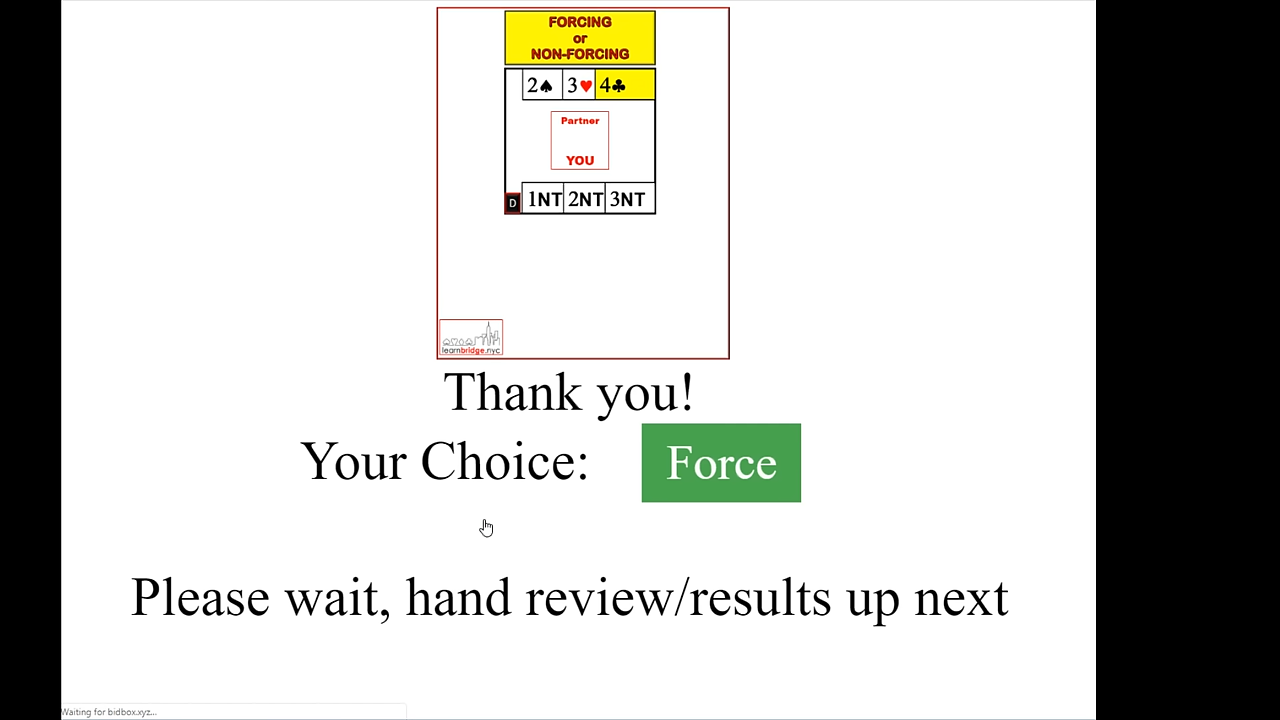 FORCING
or
NON-FORCING
2♠ 3♥ 4♣
Partner
YOU
D 1NT 2NT 3NT
learnbridge.nyc
Thank you!
Your Choice: Force
Please wait, hand review/results up next
Waiting for bidbox.xyz...